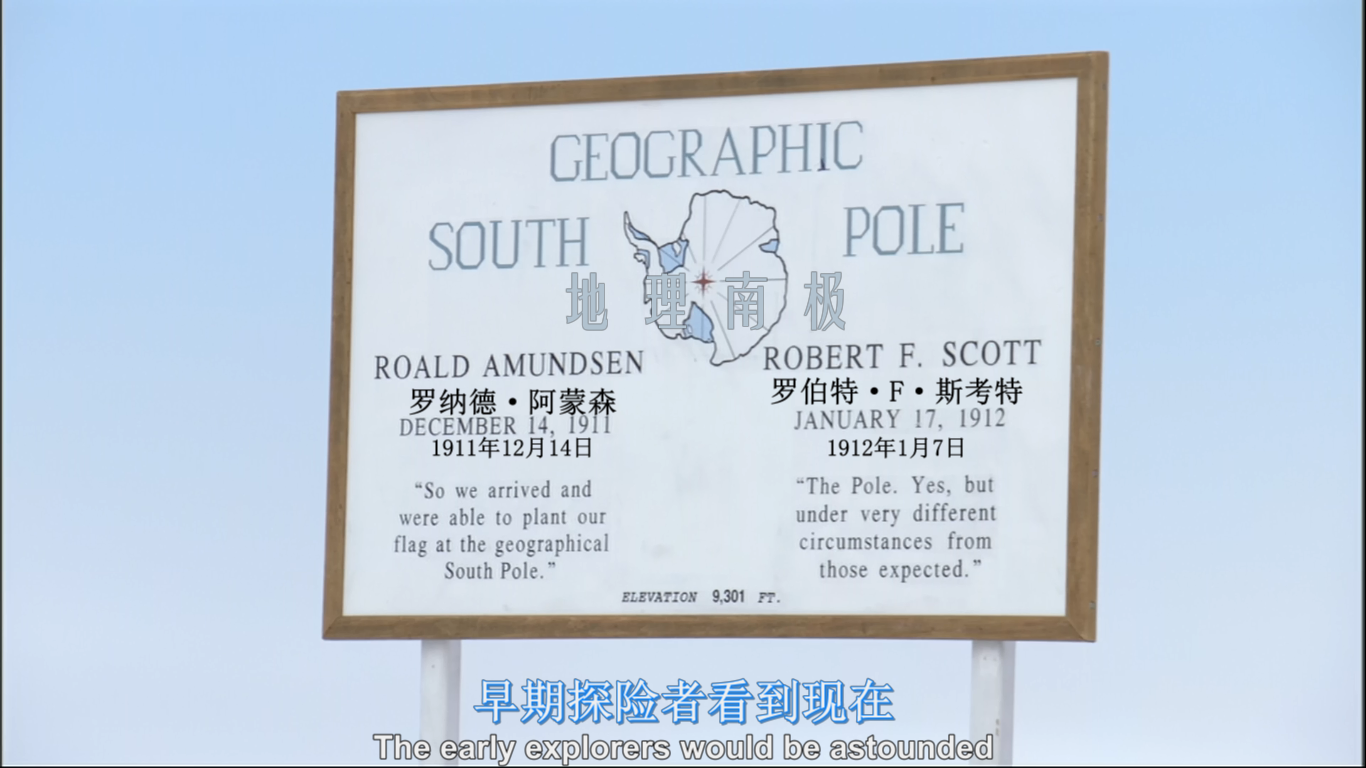 GEOGRAPHIC
SOUTH POLE
地理南极
ROALD AMUNDSEN
罗纳德·阿蒙森
DECEMBER 14, 1911
1911年12月14日
“So we arrived and
were able to plant our
flag at the geographical
South Pole.”
ROBERT F. SCOTT
罗伯特·F·斯考特
JANUARY 17, 1912
1912年1月7日
“The Pole. Yes, but
under very different
circumstances from
those expected.”
ELEVATION 9,301 FT.
早期探险者看到现在
The early explorers would be astounded